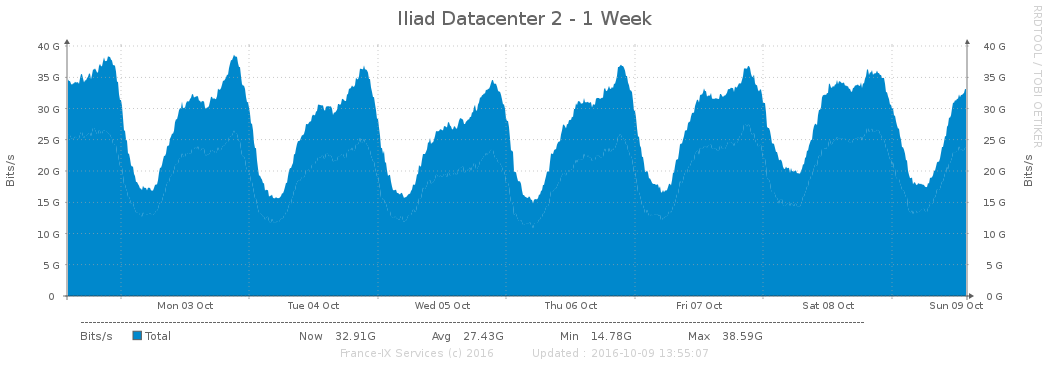 Iliad Datacenter 2 - 1 Week
RRDTOOL / TOBI OETIKER
Bits/s
40 G
35 G
30 G
25 G
20 G
15 G
10 G
5 G
0
40 G
35 G
30 G
25 G
20 G
15 G
10 G
5 G
0 G
Bits/s
Mon 03 Oct Tue 04 Oct Wed 05 Oct Thu 06 Oct Fri 07 Oct Sat 08 Oct Sun 09 Oct
Bits/s Total Now 32.91G Avg 27.43G Min 14.78G Max 38.59G
France-IX Services (c) 2016 Updated : 2016-10-09 13:55:07